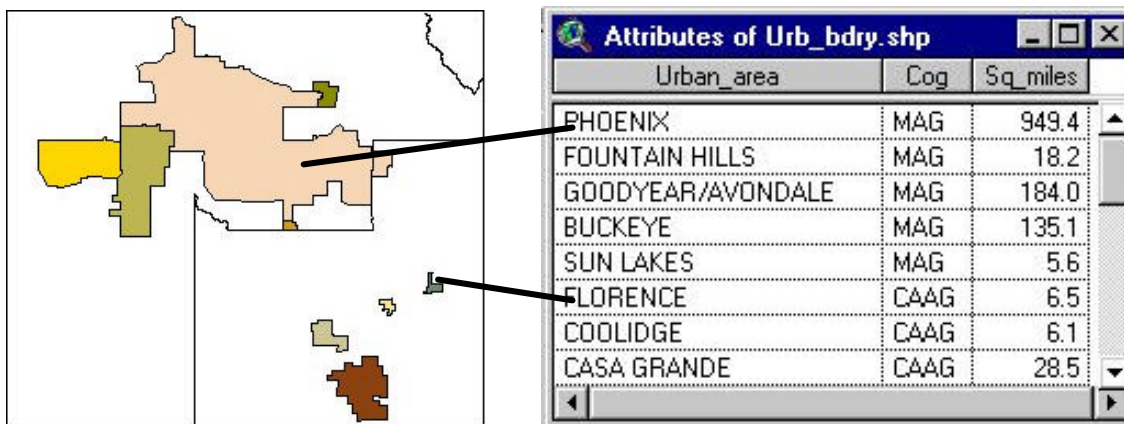 Attributes of Urb_bdry.shp
Urban_area Cog Sq_miles
PHOENIX MAG 949.4
FOUNTAIN HILLS MAG 18.2
GOODYEAR/AVONDALE MAG 184.0
BUCKEYE MAG 135.1
SUN LAKES MAG 5.6
FLORENCE CAAG 6.5
COOLIDGE CAAG 6.1
CASA GRANDE CAAG 28.5